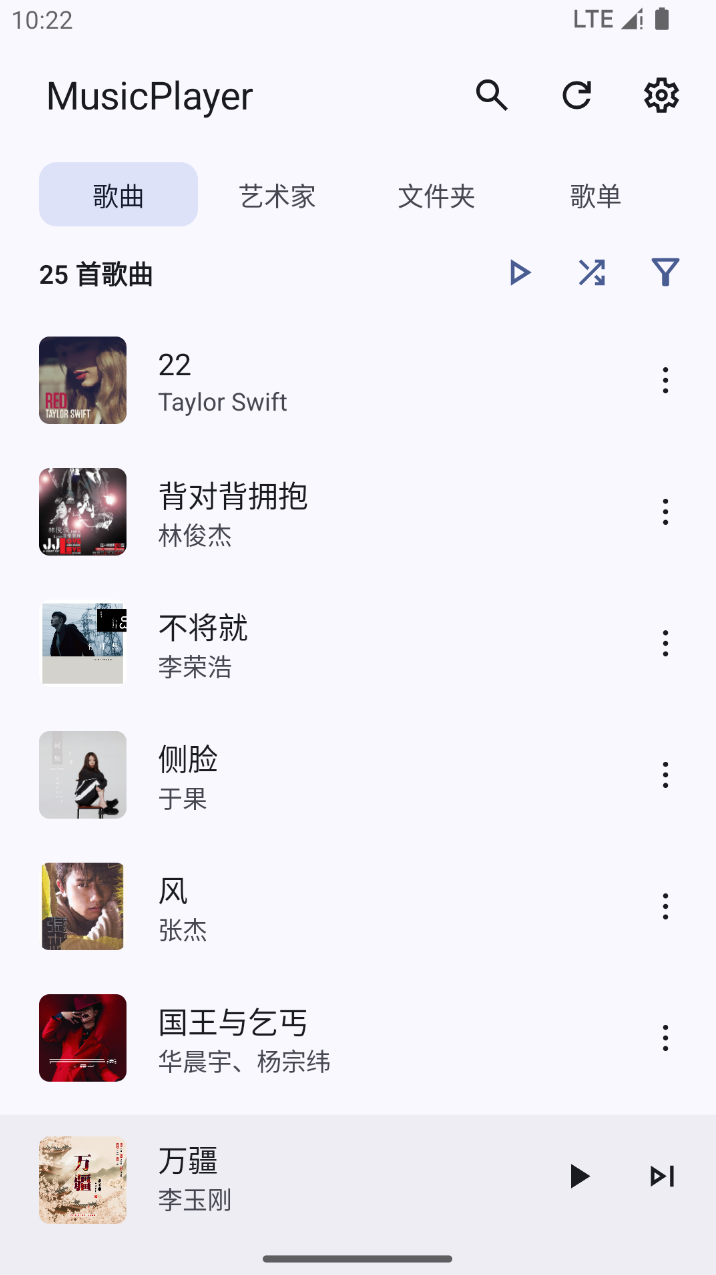 10:22
LTE
MusicPlayer
歌曲
艺术家
文件夹
歌单
25 首歌曲
22
Taylor Swift
RED
TAYLOR SWIFT
背对背拥抱
林俊杰
JJ
不将就
李荣浩
侧脸
于果
风
张杰
国王与乞丐
华晨宇、杨宗纬
万疆
李玉刚
万疆